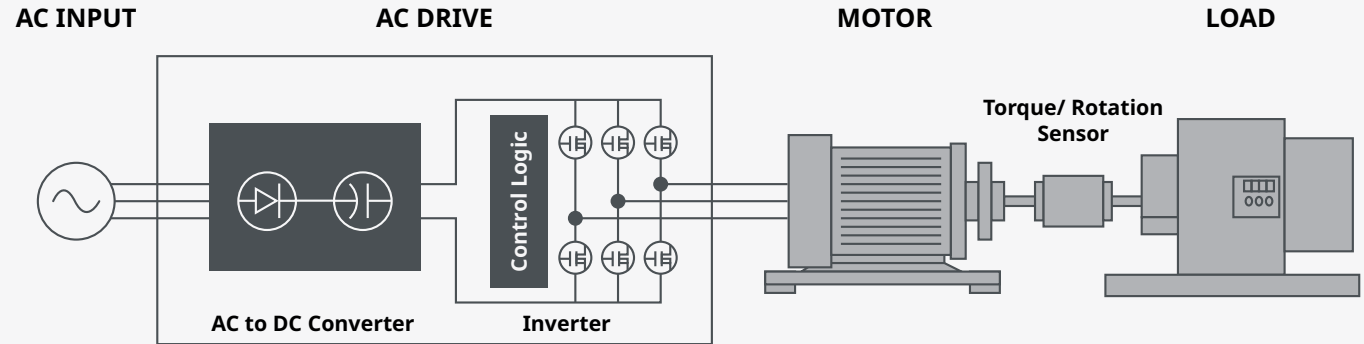 AC INPUT
AC DRIVE
MOTOR
LOAD
Torque/ Rotation
Sensor
Control Logic
AC to DC Converter
Inverter